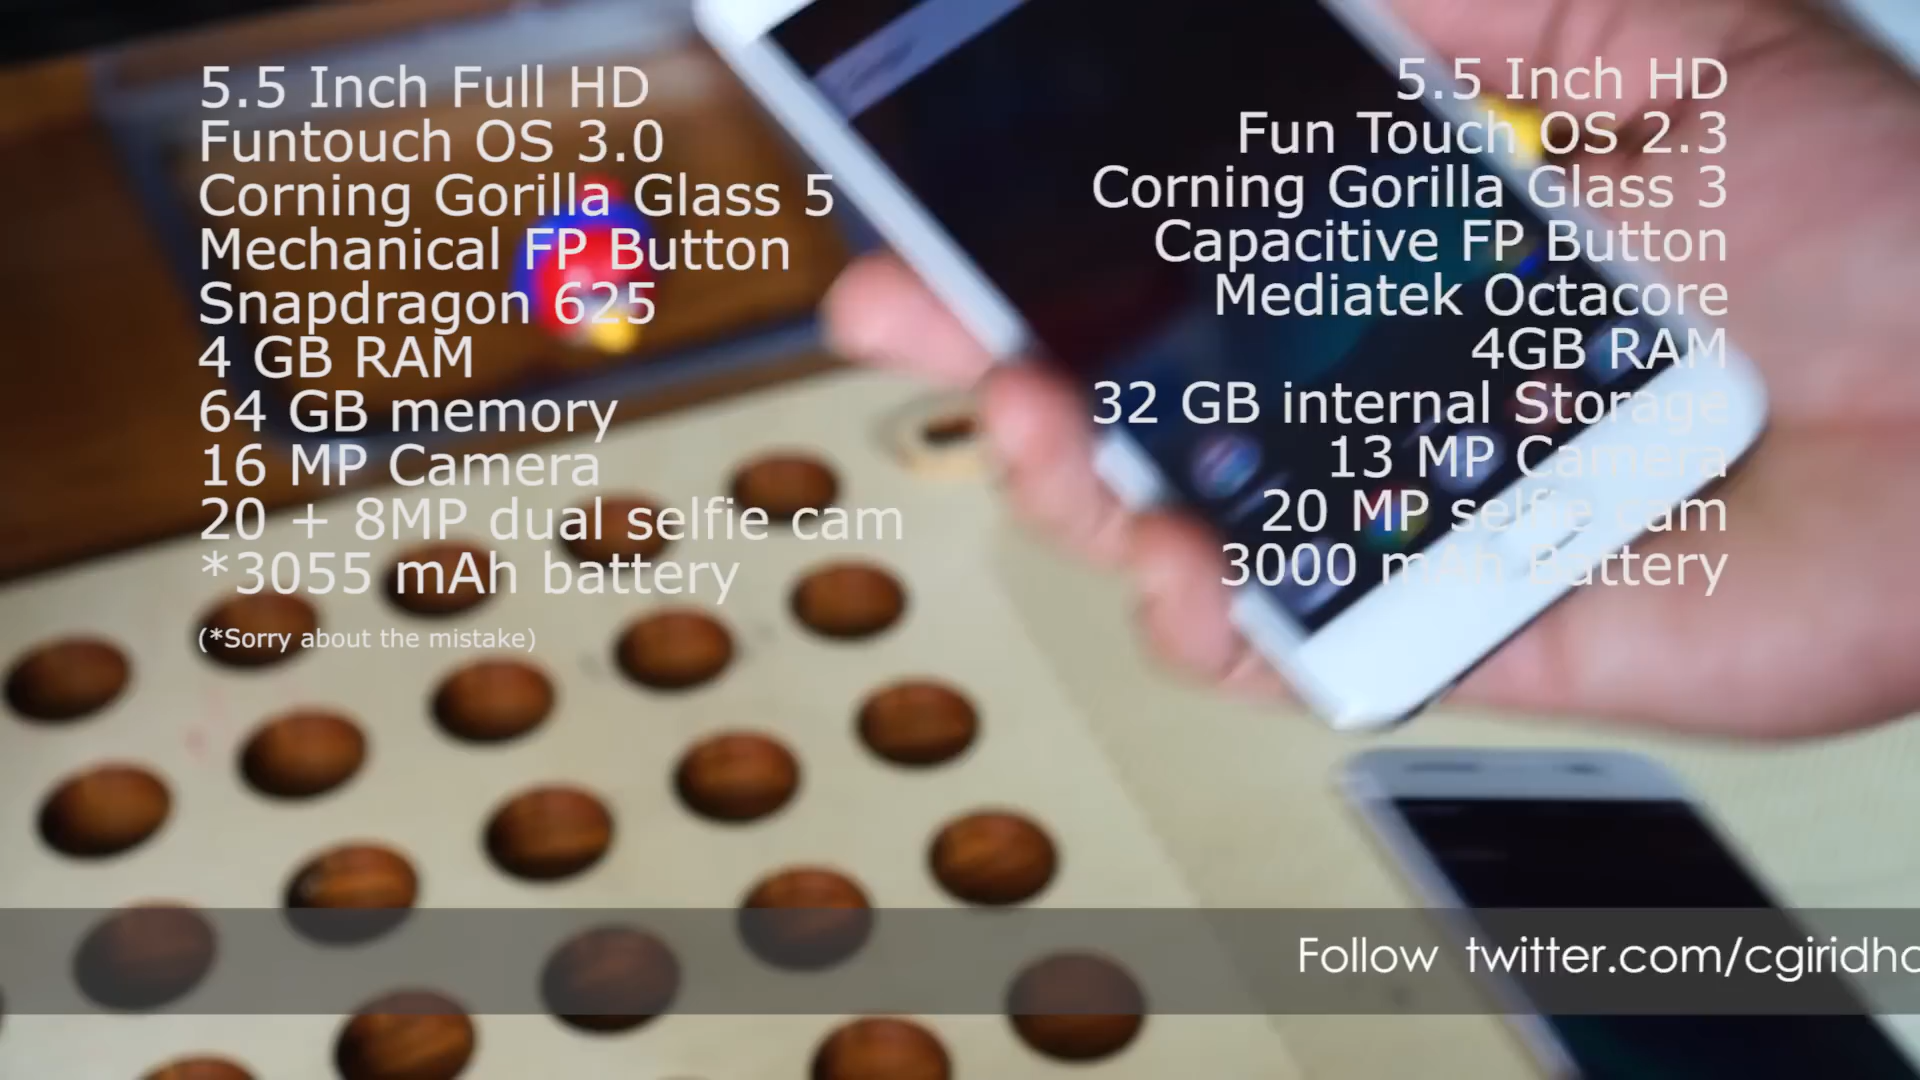 5.5 Inch Full HD
Funtouch OS 3.0
Corning Gorilla Glass 5
Mechanical FP Button
Snapdragon 625
4 GB RAM
64 GB memory
16 MP Camera
20 + 8MP dual selfie cam
*3055 mAh battery
(*Sorry about the mistake)
5.5 Inch HD
Fun Touch OS 2.3
Corning Gorilla Glass 3
Capacitive FP Button
Mediatek Octacore
4GB RAM
32 GB internal Storage
13 MP Camera
20 MP selfie cam
3000 mAh Battery
Follow twitter.com/cgiridha